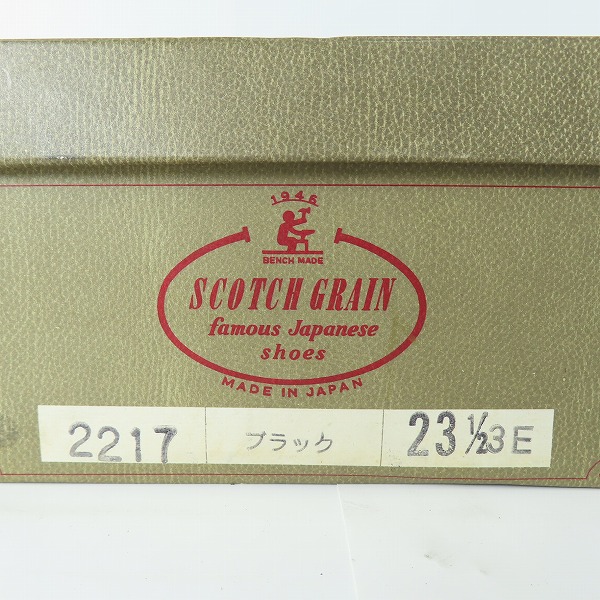 1946
BENCH MADE
SCOTCH GRAIN
famous Japanese
shoes
MADE IN JAPAN
2217 ブラック 23 ½ 3E